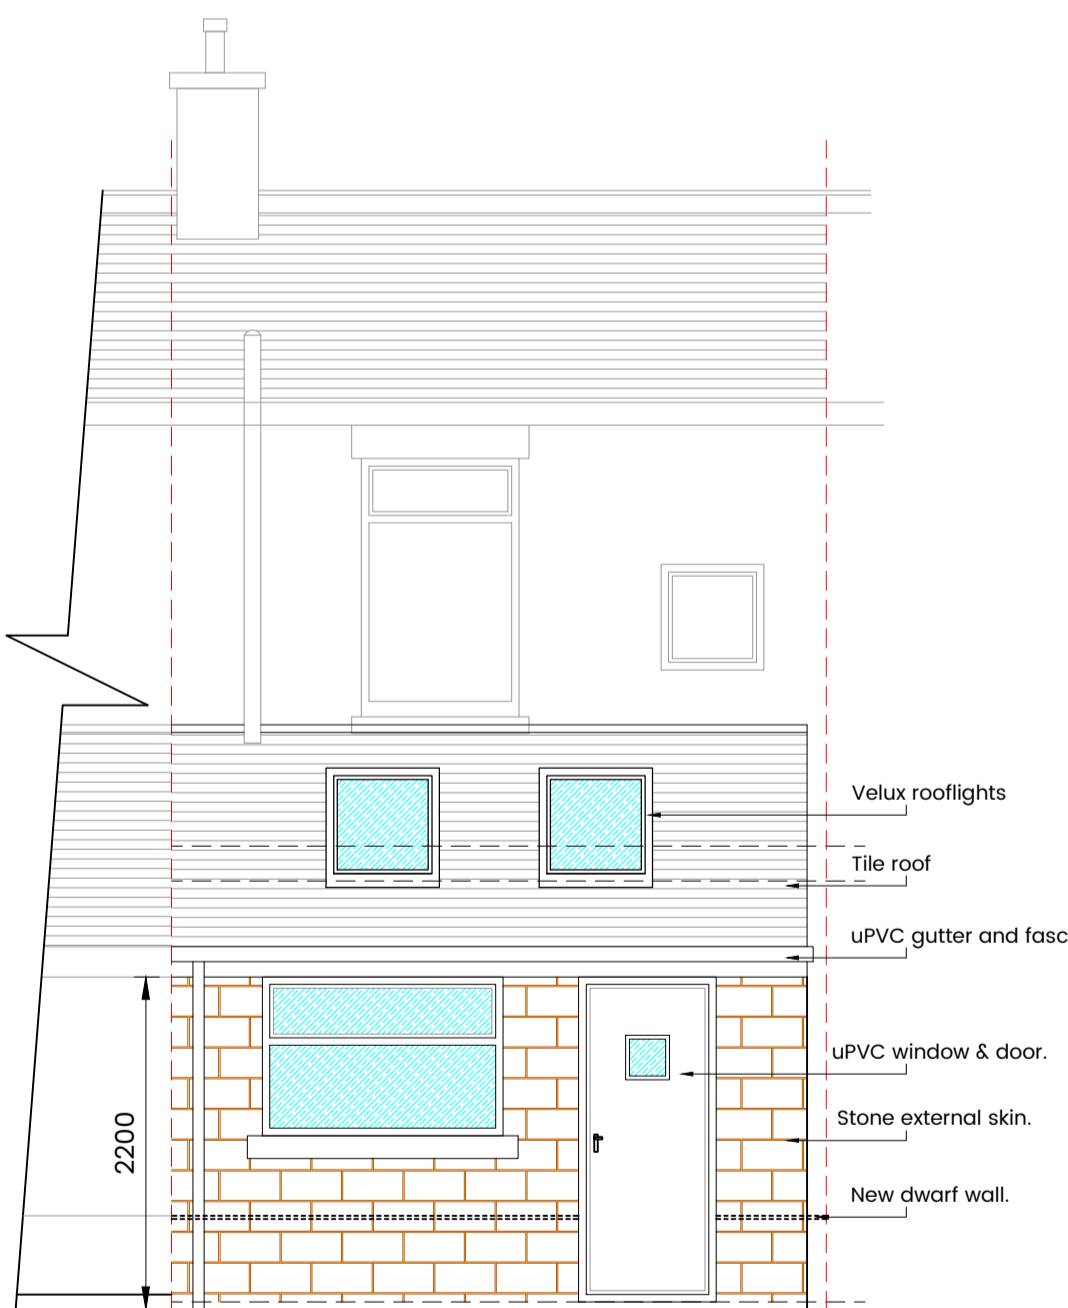 Velux rooflights
Tile roof
uPVC gutter and fasc
uPVC window & door.
Stone external skin.
New dwarf wall.
2200